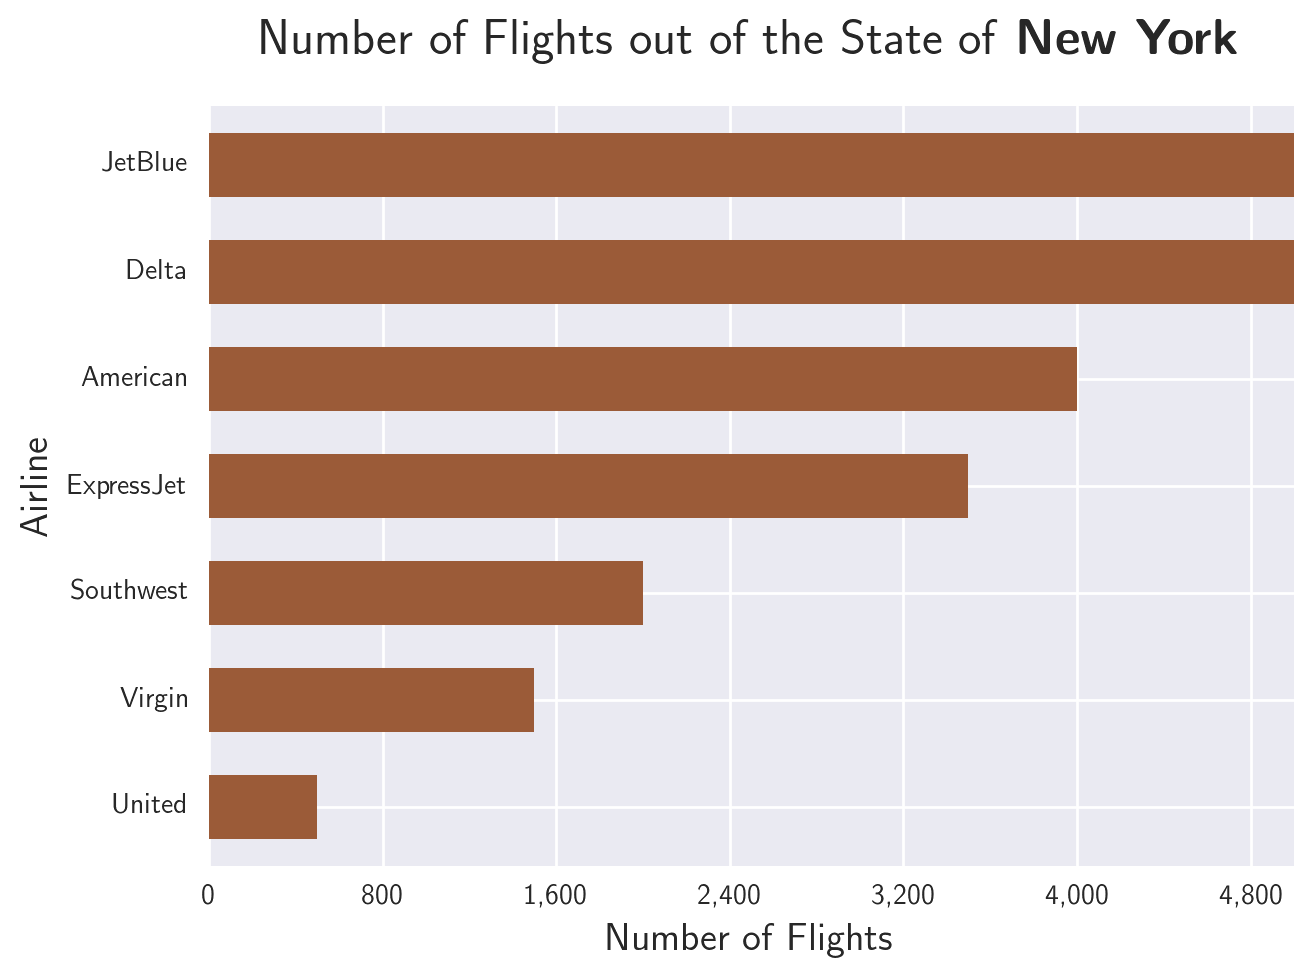 Number of Flights out of the State of New York
JetBlue
Delta
American
ExpressJet
Southwest
Virgin
United
Airline
0 800 1,600 2,400 3,200 4,000 4,800
Number of Flights